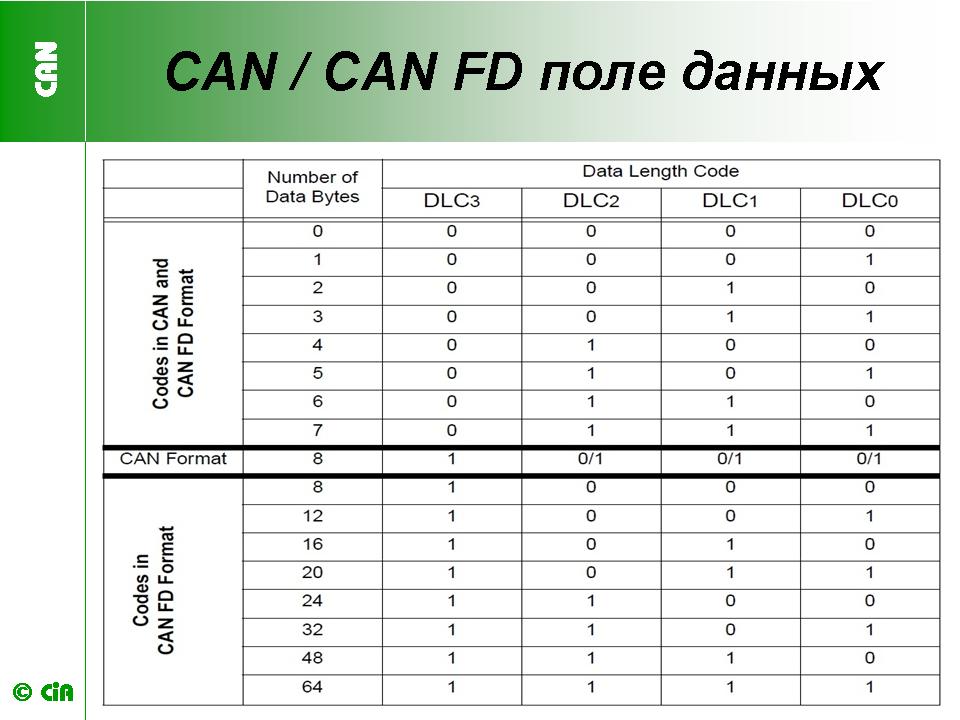 CAN
CAN / CAN FD поле данных
Number of
Data Bytes
Data Length Code
DLC3 DLC2 DLC1 DLC0
Codes in CAN and
CAN FD Format
0 0 0 0 0
1 0 0 0 1
2 0 0 1 0
3 0 0 1 1
4 0 1 0 0
5 0 1 0 1
6 0 1 1 0
7 0 1 1 1
CAN Format 8 1 0/1 0/1 0/1
Codes in
CAN FD Format
8 1 0 0 0
12 1 0 0 1
16 1 0 1 0
20 1 0 1 1
24 1 1 0 0
32 1 1 0 1
48 1 1 1 0
64 1 1 1 1
© CiA